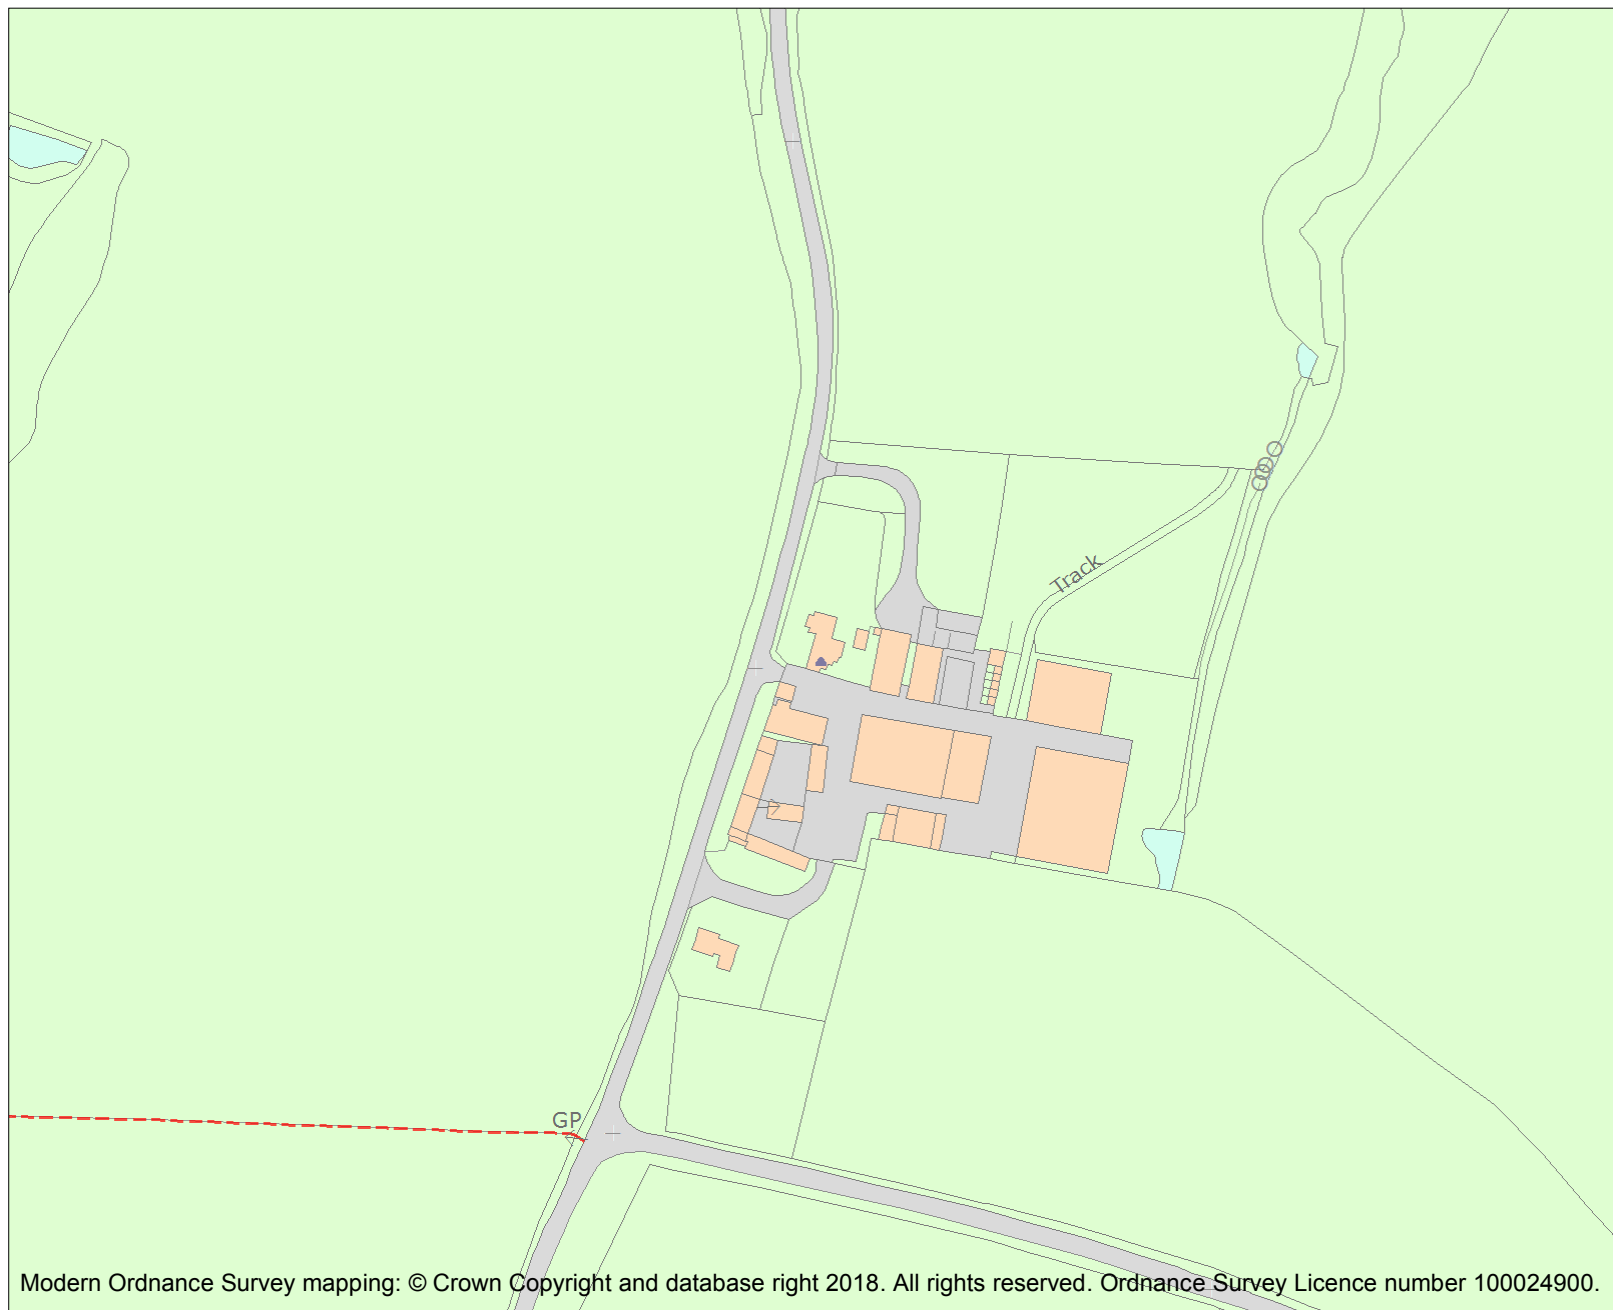 Track
GP
Modern Ordnance Survey mapping: © Crown Copyright and database right 2018. All rights reserved. Ordnance Survey Licence number 100024900.